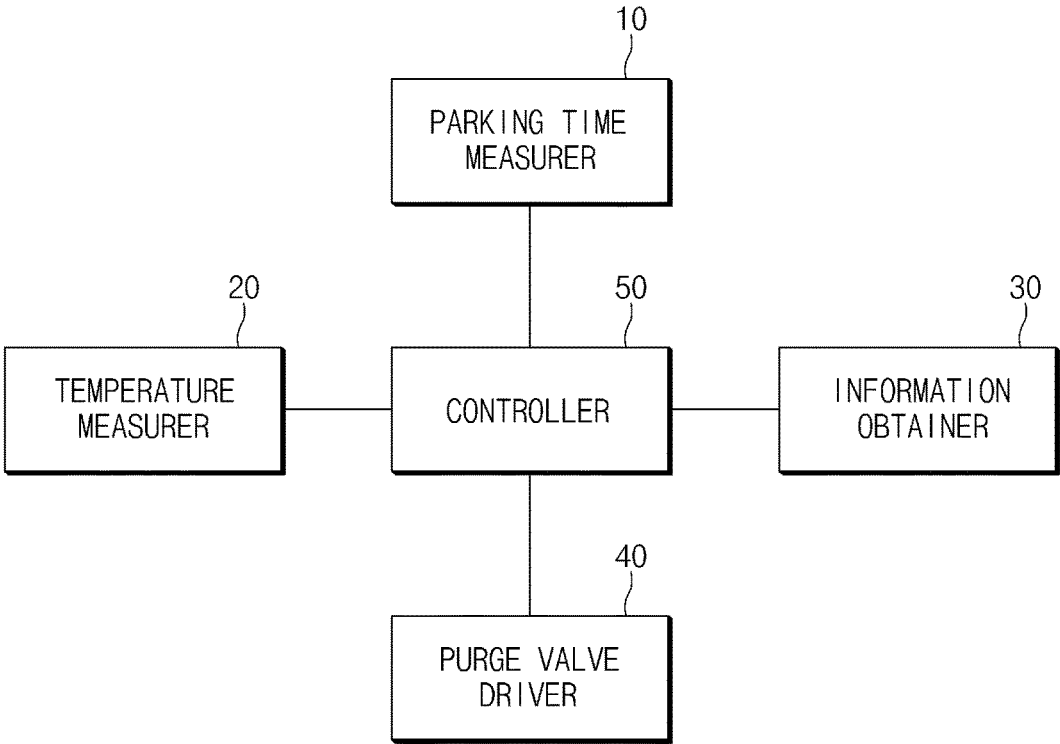 10
PARKING TIME
MEASURER
20
50
30
TEMPERATURE
MEASURER
CONTROLLER
INFORMATION
OBTAINER
40
PURGE VALVE
DRIVER